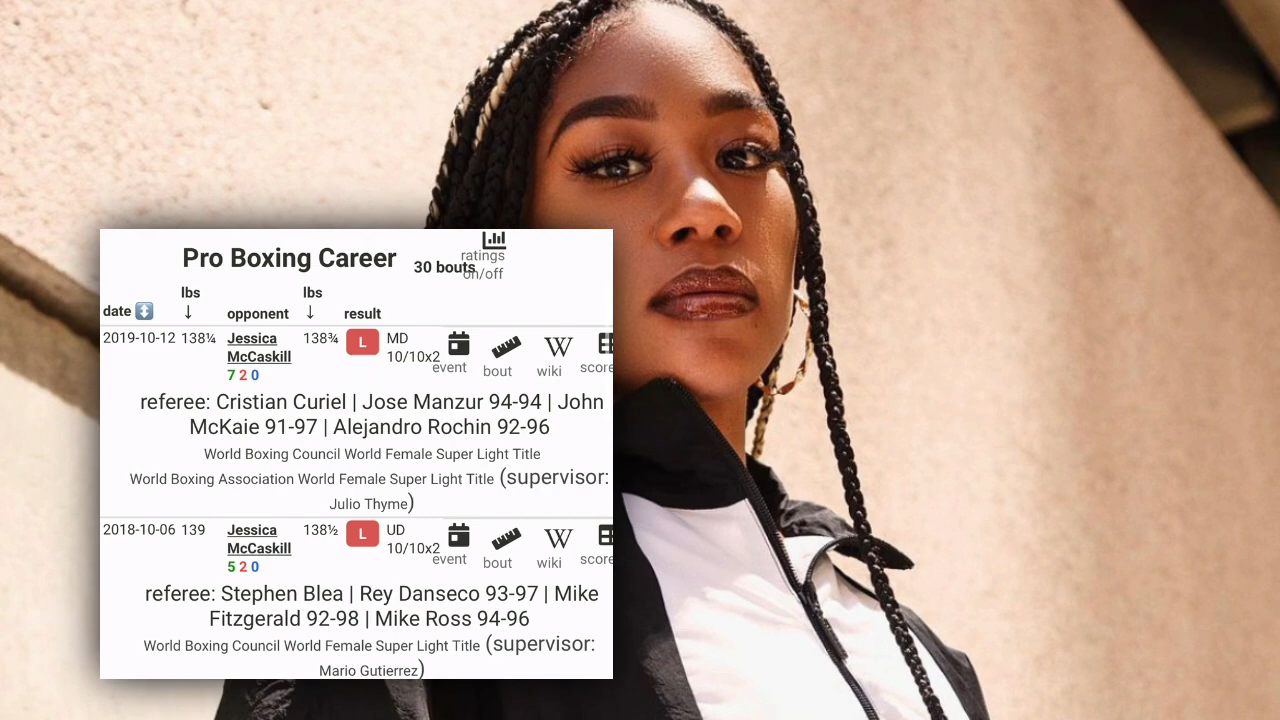 Pro Boxing Career 30 bouts
ratings
on/off
date lbs ↓ opponent lbs ↓ result
2019-10-12 138¼ Jessica McCaskill 138¾ L MD
7 2 0 10/10x2 event bout wiki score
referee: Cristian Curiel | Jose Manzur 94-94 | John
McKaie 91-97 | Alejandro Rochin 92-96
World Boxing Council World Female Super Light Title
World Boxing Association World Female Super Light Title (supervisor:
Julio Thyme)
2018-10-06 139 Jessica McCaskill 138½ L UD
5 2 0 10/10x2 event bout wiki score
referee: Stephen Blea | Rey Danseco 93-97 | Mike
Fitzgerald 92-98 | Mike Ross 94-96
World Boxing Council World Female Super Light Title (supervisor:
Mario Gutierrez)